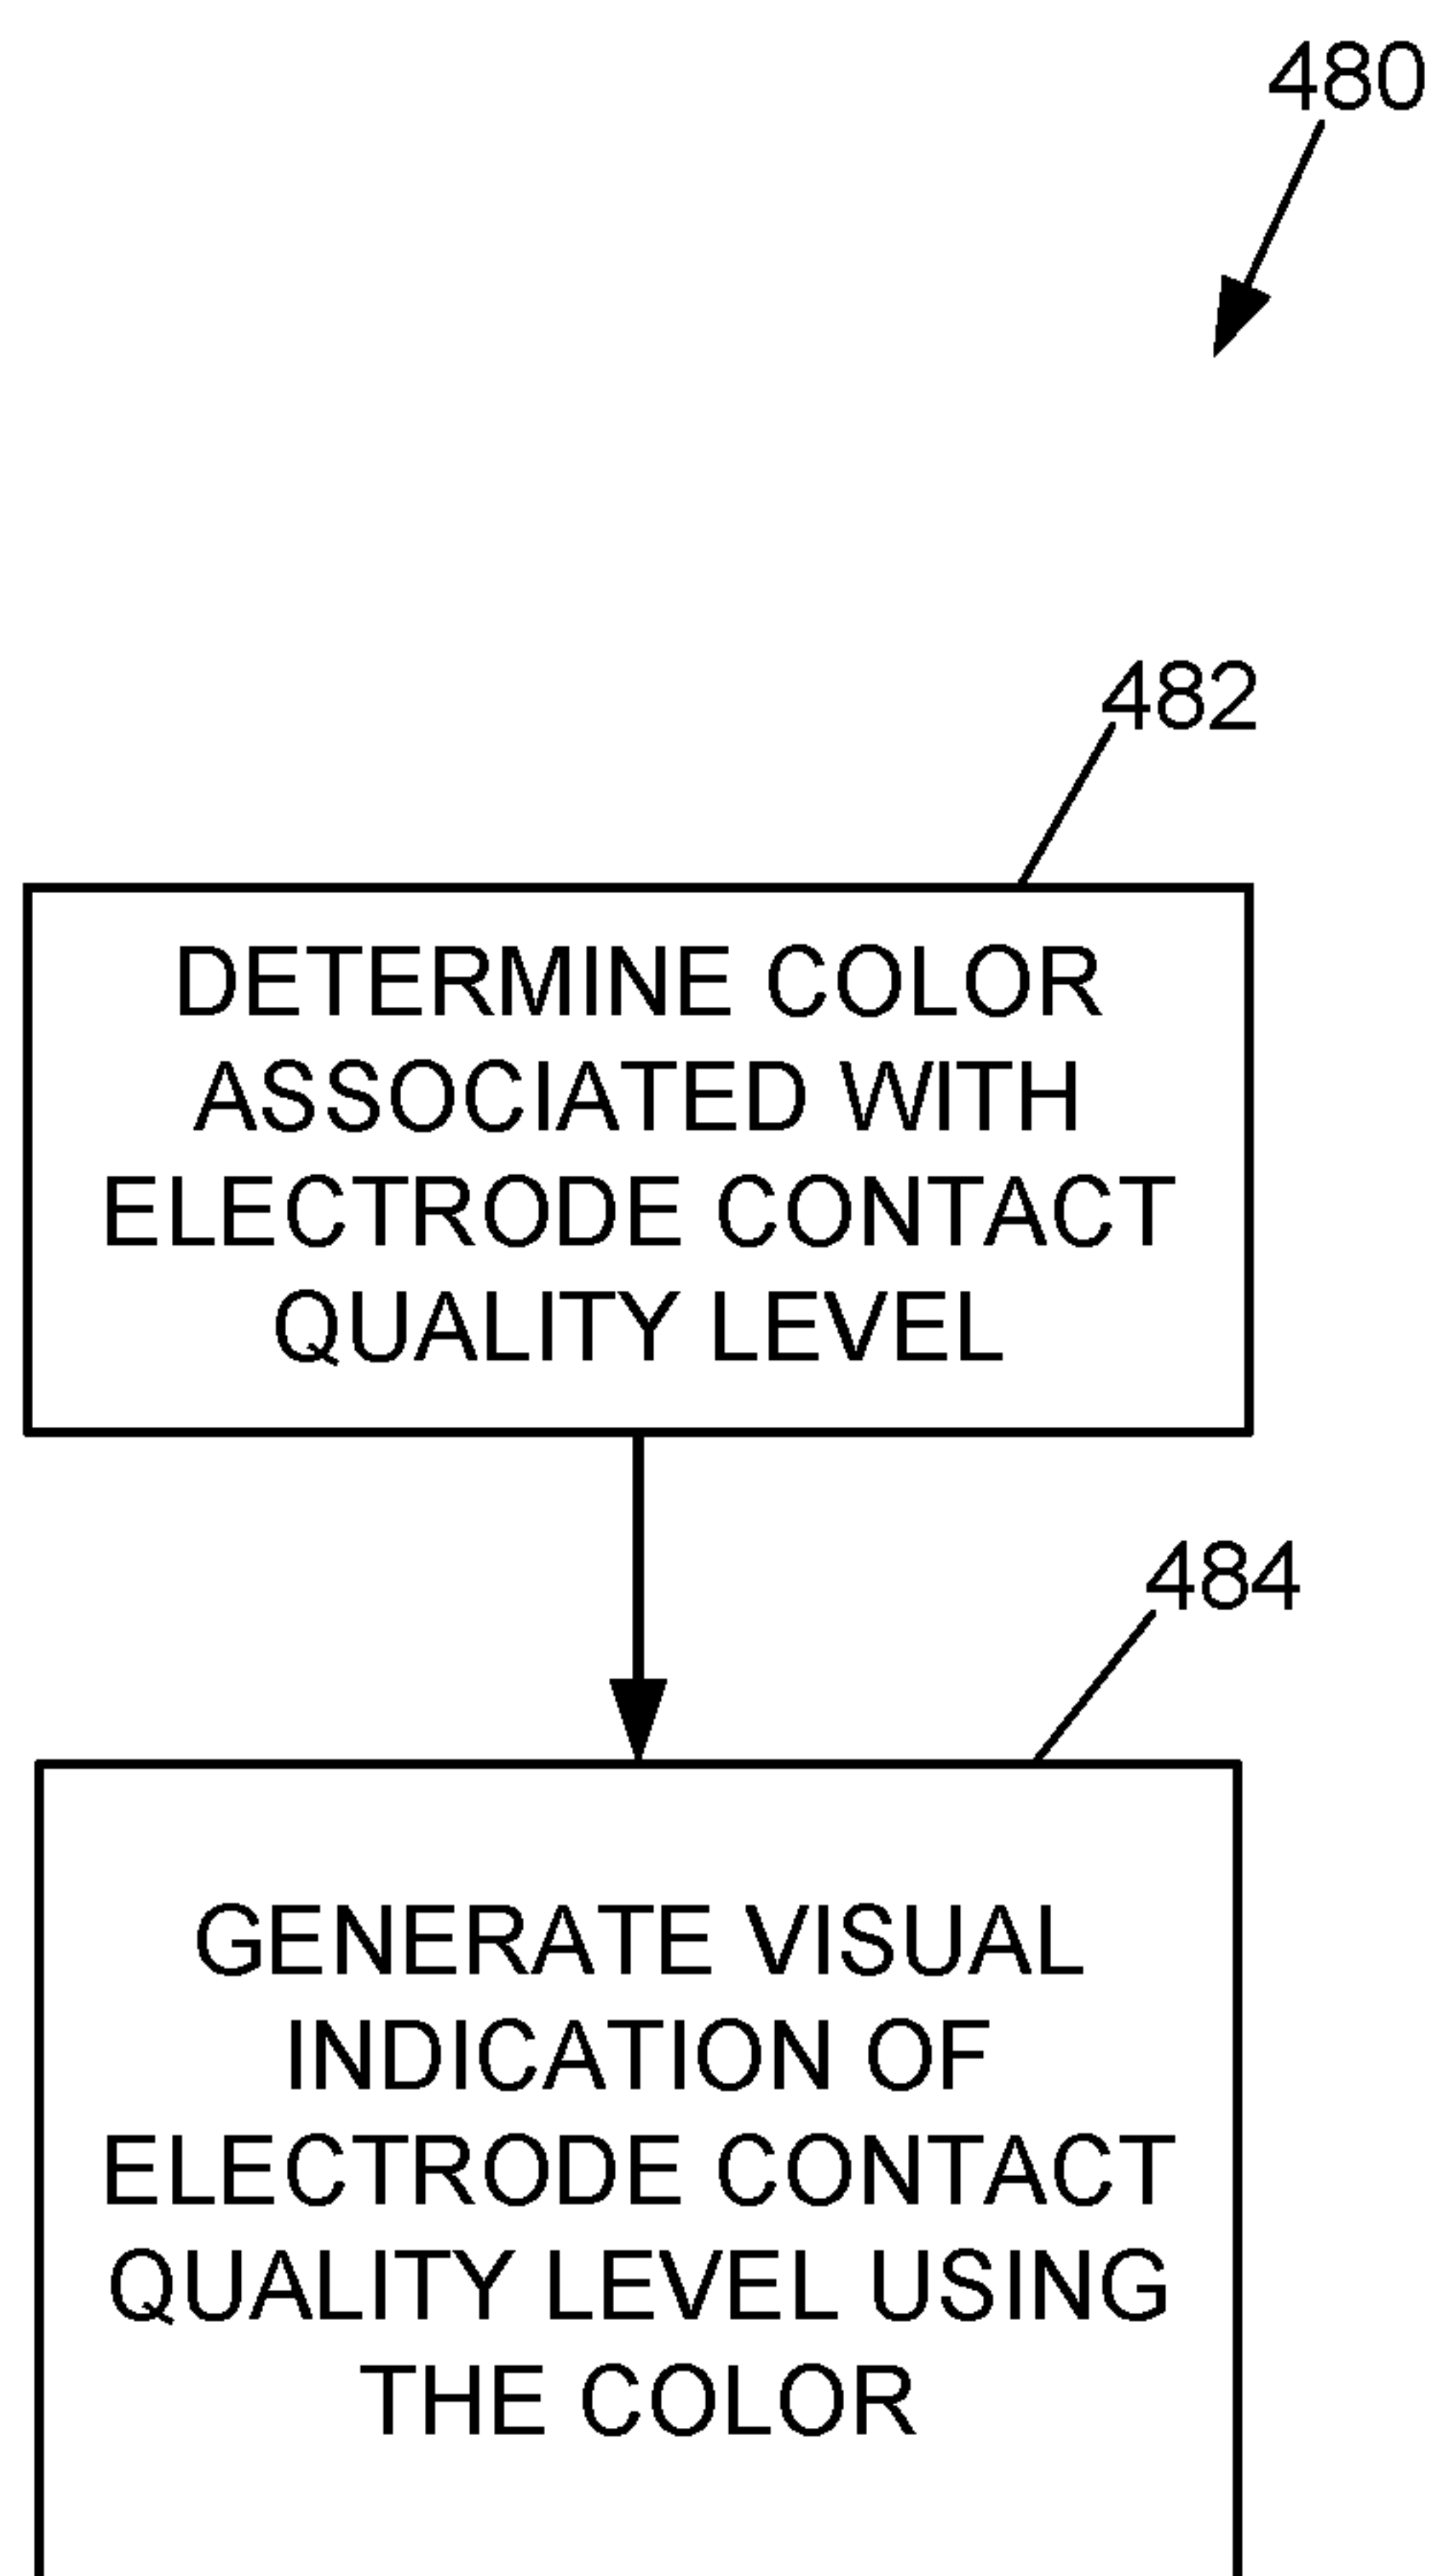 480
482
DETERMINE COLOR
ASSOCIATED WITH
ELECTRODE CONTACT
QUALITY LEVEL
484
GENERATE VISUAL
INDICATION OF
ELECTRODE CONTACT
QUALITY LEVEL USING
THE COLOR